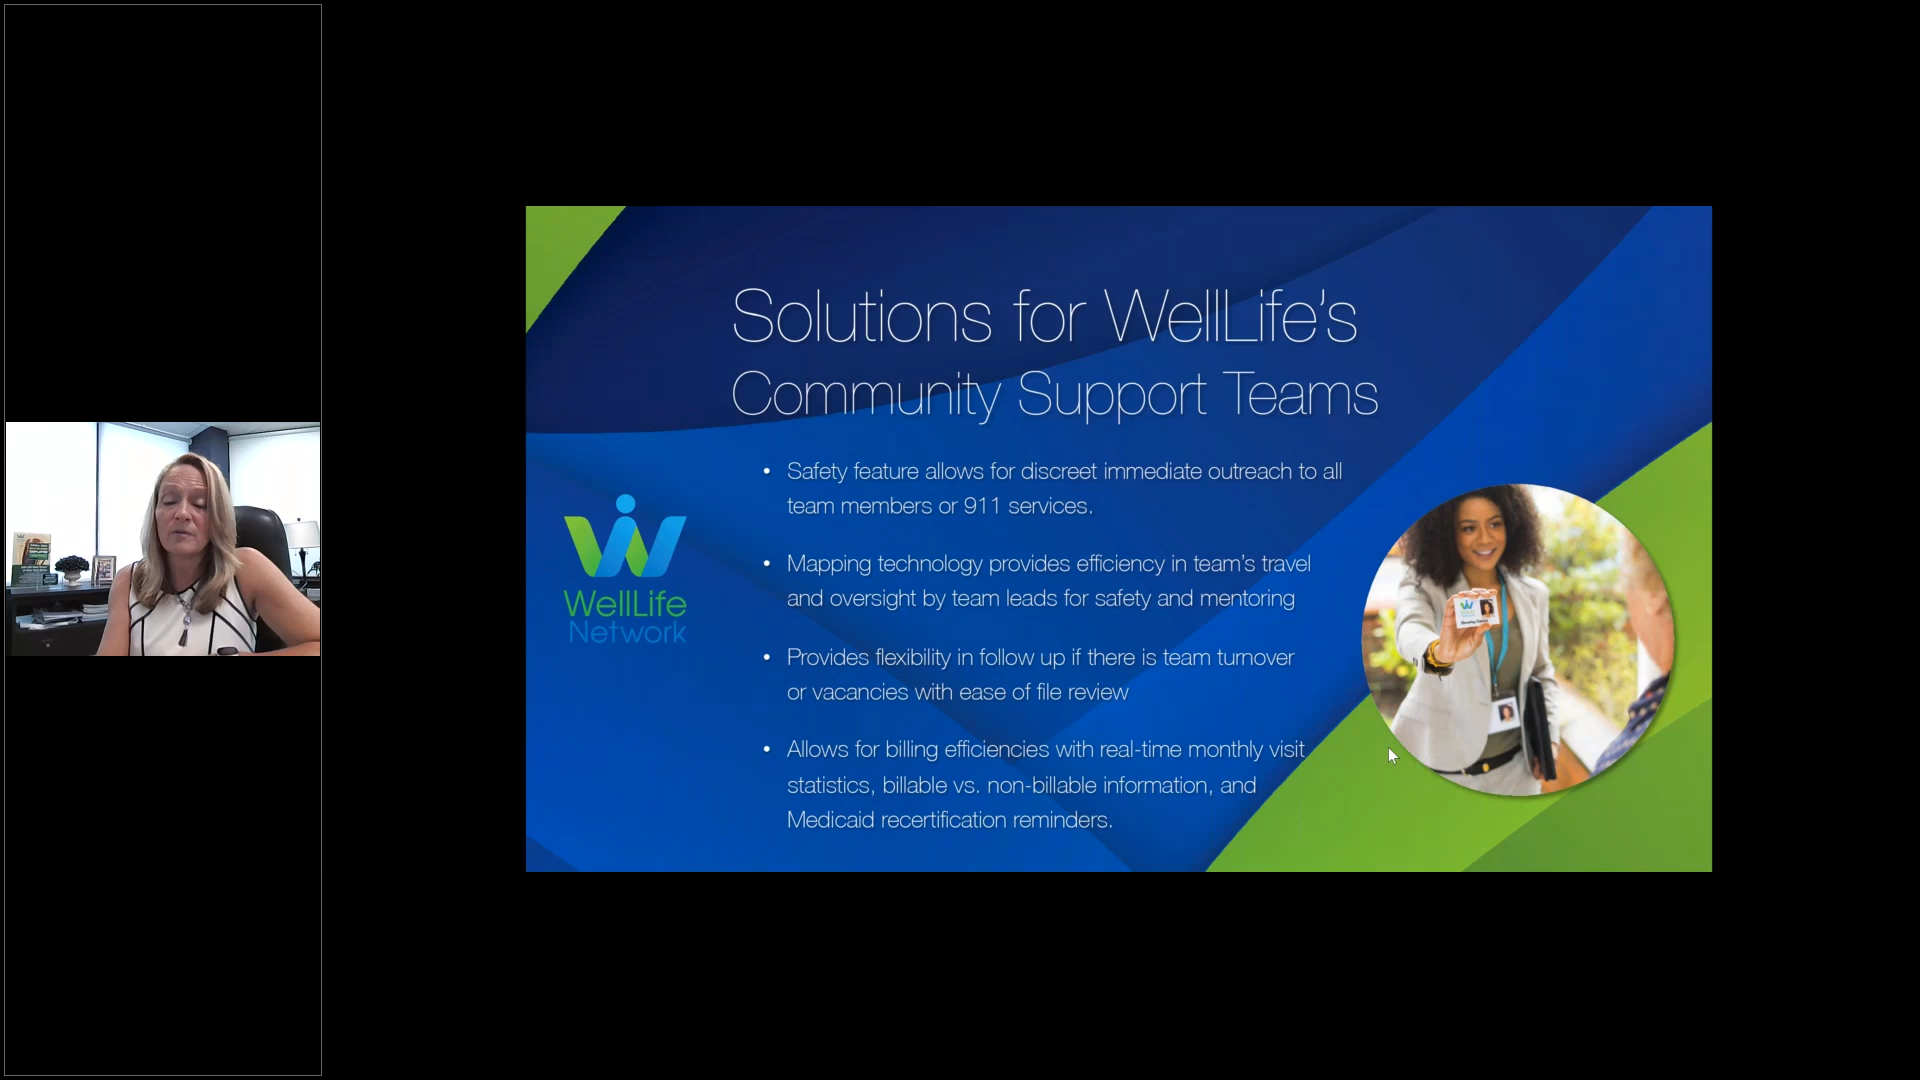 Solutions for WellLife’s
Community Support Teams
• Safety feature allows for discreet immediate outreach to all
team members or 911 services.
• Mapping technology provides efficiency in team’s travel
and oversight by team leads for safety and mentoring
• Provides flexibility in follow up if there is team turnover
or vacancies with ease of file review
• Allows for billing efficiencies with real-time monthly visit
statistics, billable vs. non-billable information, and
Medicaid recertification reminders.
WellLife
Network